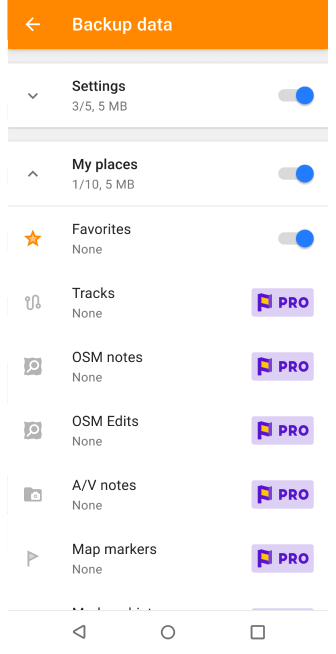 Backup data
Settings
3/5, 5 MB
My places
1/10, 5 MB
Favorites
None
Tracks
None
PRO
OSM notes
None
PRO
OSM Edits
None
PRO
A/V notes
None
PRO
Map markers
None
PRO